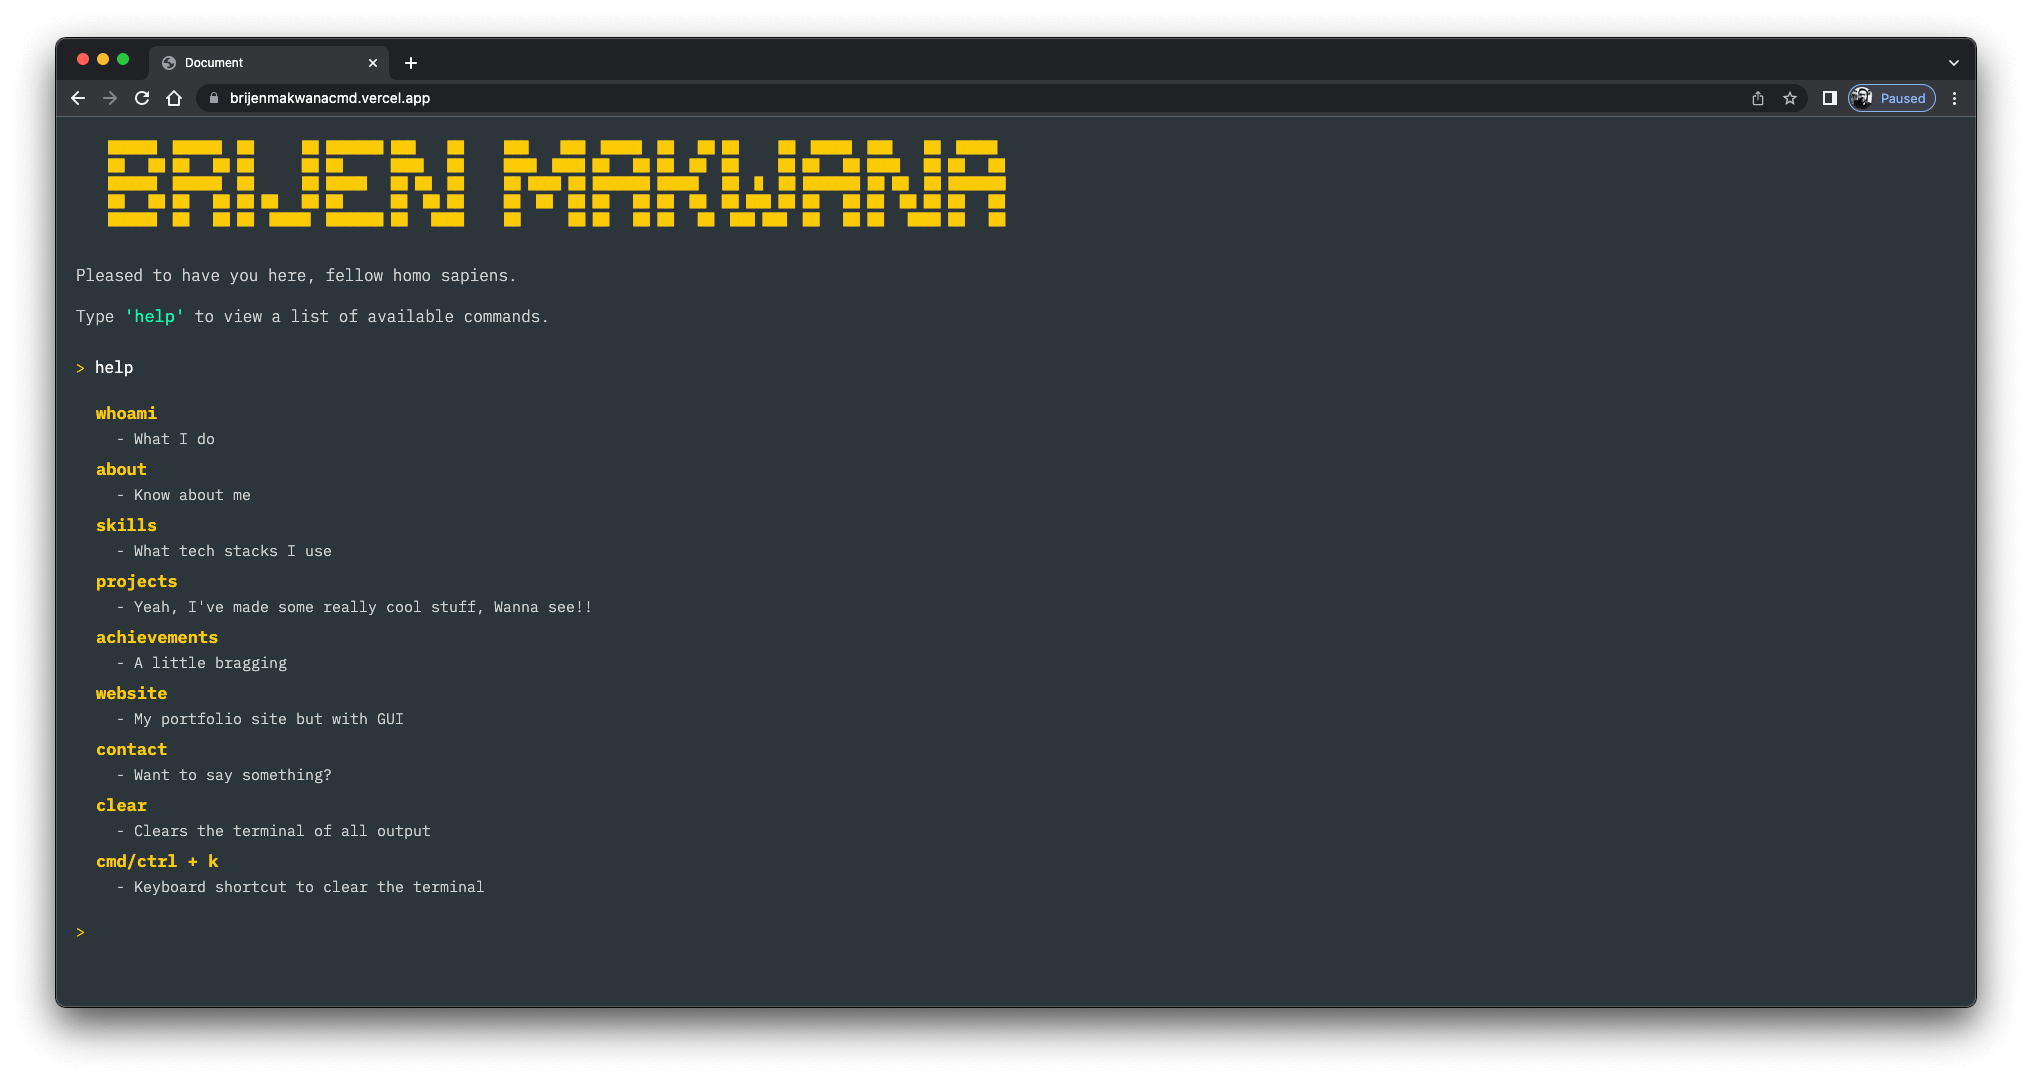 Document
brijenmakwanacmd.vercel.app
Paused
BRIJEN MAKWANA
Pleased to have you here, fellow homo sapiens.
Type 'help' to view a list of available commands.
> help
whoami
- What I do
about
- Know about me
skills
- What tech stacks I use
projects
- Yeah, I've made some really cool stuff, Wanna see!!
achievements
- A little bragging
website
- My portfolio site but with GUI
contact
- Want to say something?
clear
- Clears the terminal of all output
cmd/ctrl + k
- Keyboard shortcut to clear the terminal
>